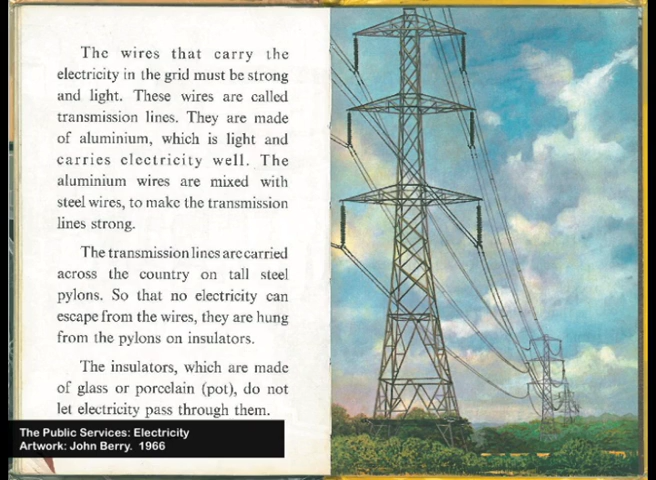 The wires that carry the
electricity in the grid must be strong
and light. These wires are called
transmission lines. They are made
of aluminium, which is light and
carries electricity well. The
aluminium wires are mixed with
steel wires, to make the transmission
lines strong.
The transmission lines are carried
across the country on tall steel
pylons. So that no electricity can
escape from the wires, they are hung
from the pylons on insulators.
The insulators, which are made
of glass or porcelain (pot), do not
let electricity pass through them.
The Public Services: Electricity
Artwork: John Berry. 1966